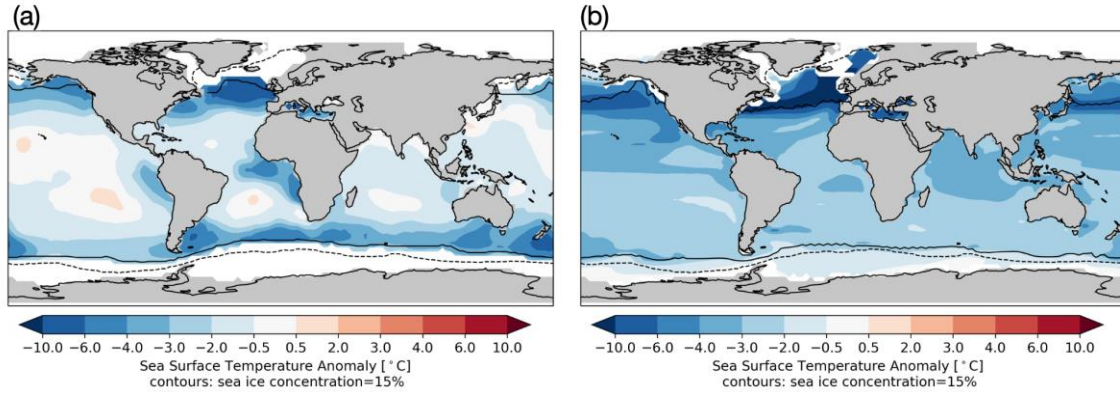 (a)
(b)
−10.0 −6.0 −4.0 −3.0 −2.0 −0.5 0.5 2.0 3.0 4.0 6.0 10.0
Sea Surface Temperature Anomaly [°C]
contours: sea ice concentration=15%
−10.0 −6.0 −4.0 −3.0 −2.0 −0.5 0.5 2.0 3.0 4.0 6.0 10.0
Sea Surface Temperature Anomaly [°C]
contours: sea ice concentration=15%